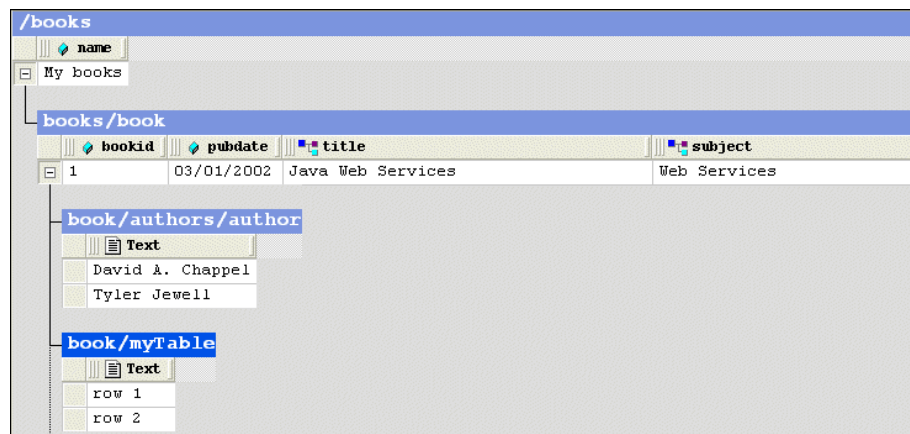 /books
name
My books
books/book
bookid pubdate title subject
1 03/01/2002 Java Web Services Web Services
book/authors/author
Text
David A. Chappel
Tyler Jewell
book/myTable
Text
row 1
row 2